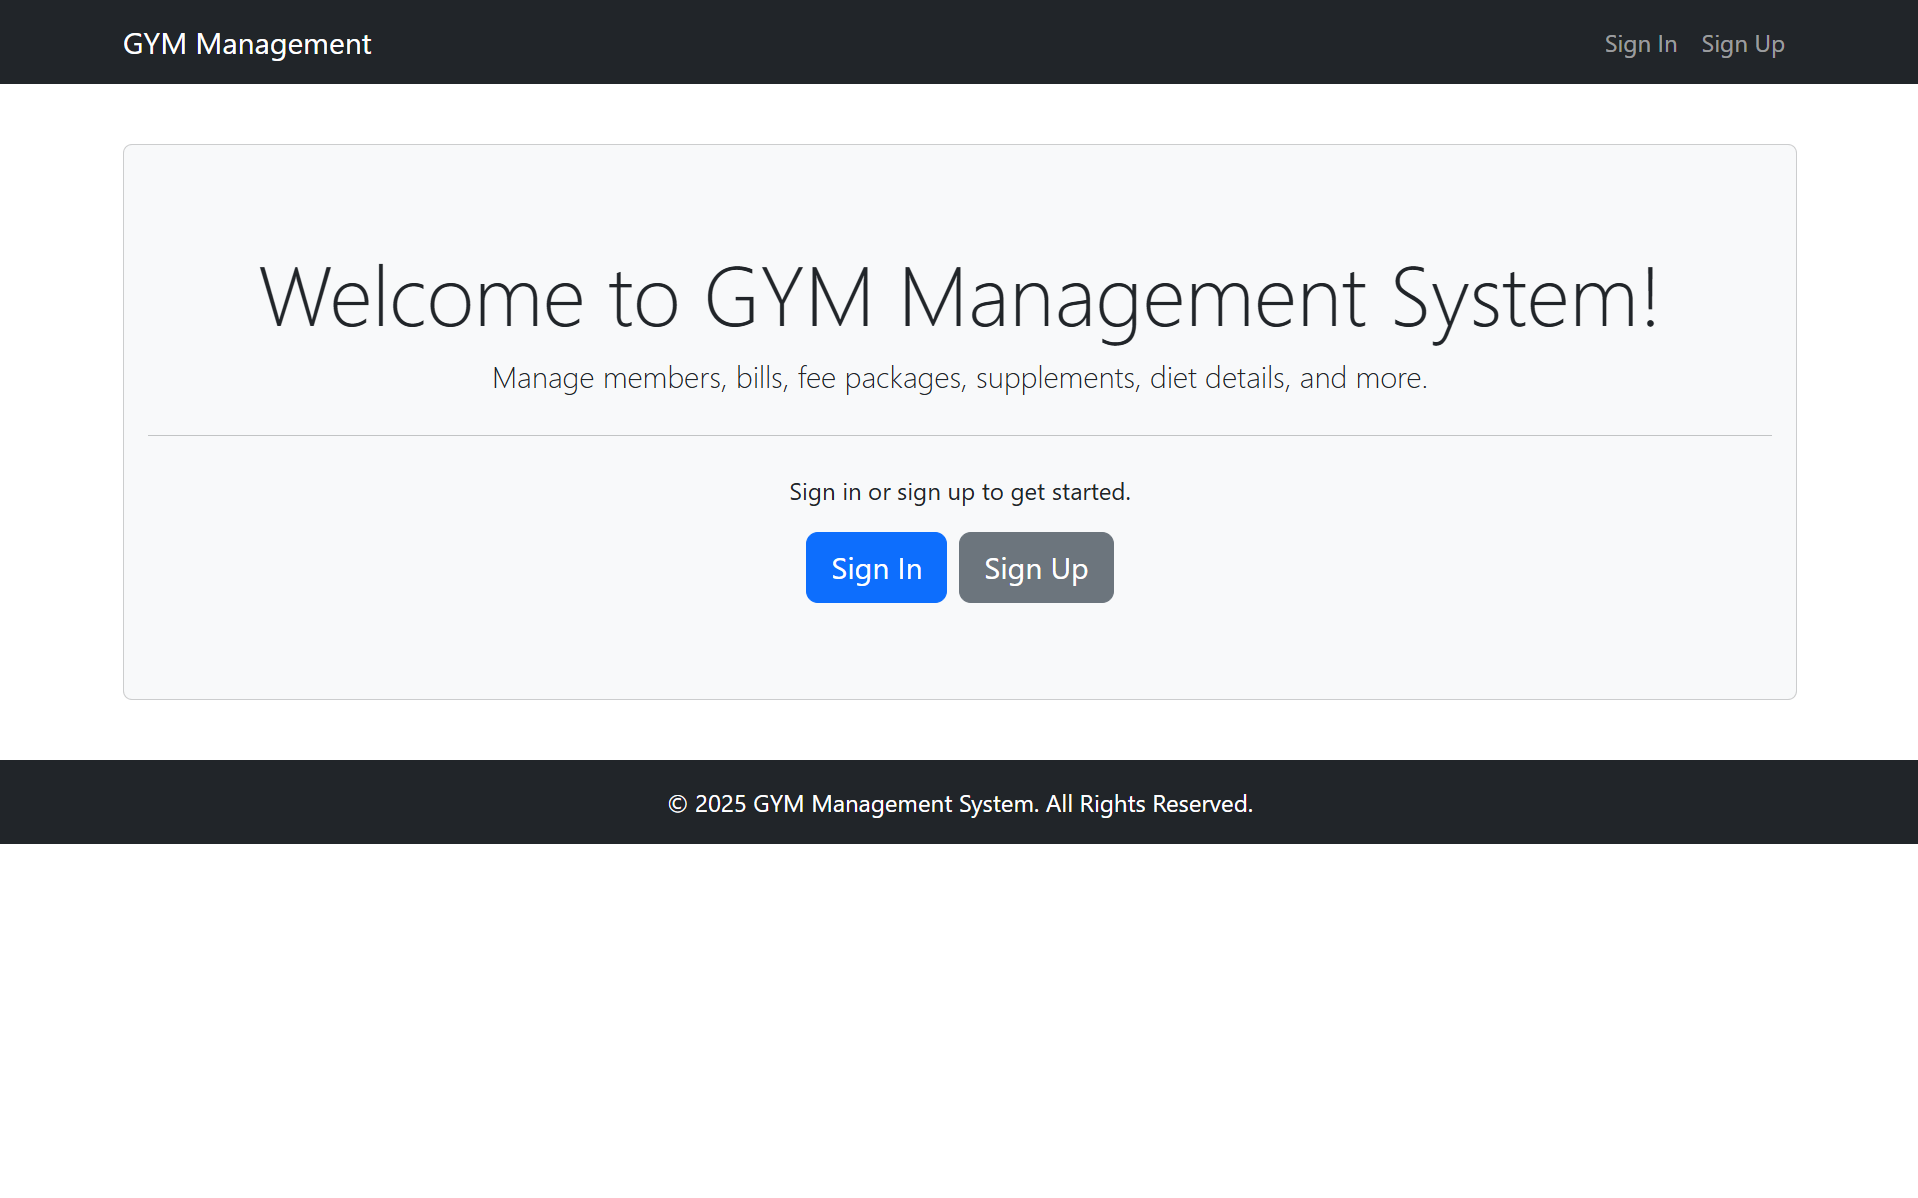 GYM Management
Sign In Sign Up
Welcome to GYM Management System!
Manage members, bills, fee packages, supplements, diet details, and more.
Sign in or sign up to get started.
Sign In Sign Up
© 2025 GYM Management System. All Rights Reserved.